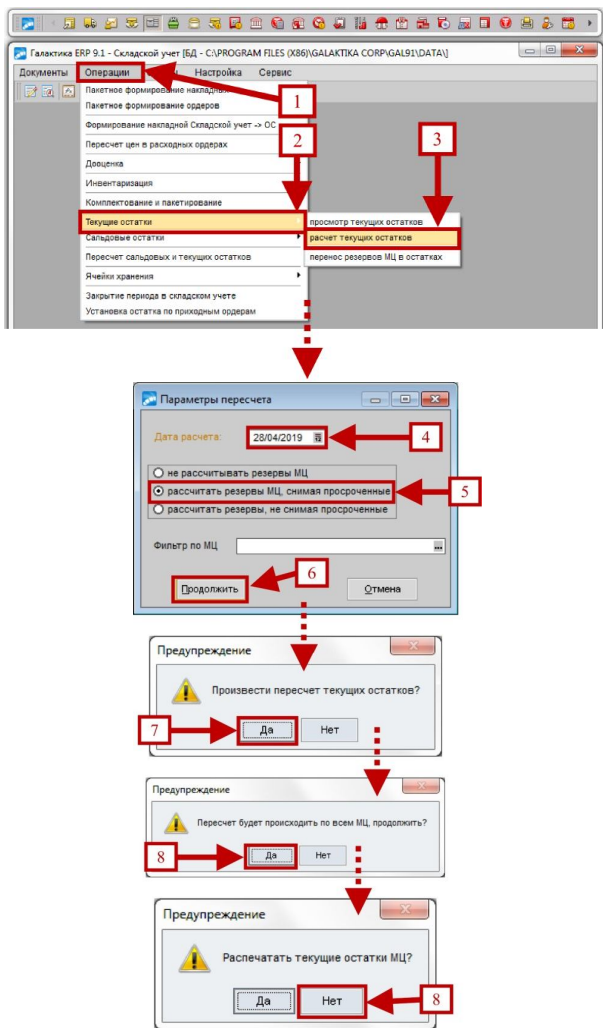 Галактика ERP 9.1 - Складской учет [БД - C:\PROGRAM FILES (X86)\GALAKTIKA CORP\GAL91\DATA\]
Документы Операции Настройка Сервис
Пакетное формирование накладных
1
Пакетное формирование ордеров
Формирование накладной Складской учет -> ОС
2
3
Пересчет цен в расходных ордерах
Дооценка
Инвентаризация
Комплектование и пакетирование
Текущие остатки
просмотр текущих остатков
Сальдовые остатки
расчет текущих остатков
Пересчет сальдовых и текущих остатков
перенос резервов МЦ в остатках
Ячейки хранения
Закрытие периода в складском учете
Установка остатка по приходным ордерам
Параметры пересчета
Дата расчета: 28/04/2019
4
не рассчитывать резервы МЦ
рассчитать резервы МЦ, снимая просроченные
5
рассчитать резервы, не снимая просроченные
Фильтр по МЦ ...
6
Продолжить Отмена
Предупреждение
Произвести пересчет текущих остатков?
7
Да Нет
Предупреждение
Пересчет будет происходить по всем МЦ, продолжить?
8
Да Нет
Предупреждение
Распечатать текущие остатки МЦ?
Да Нет
8